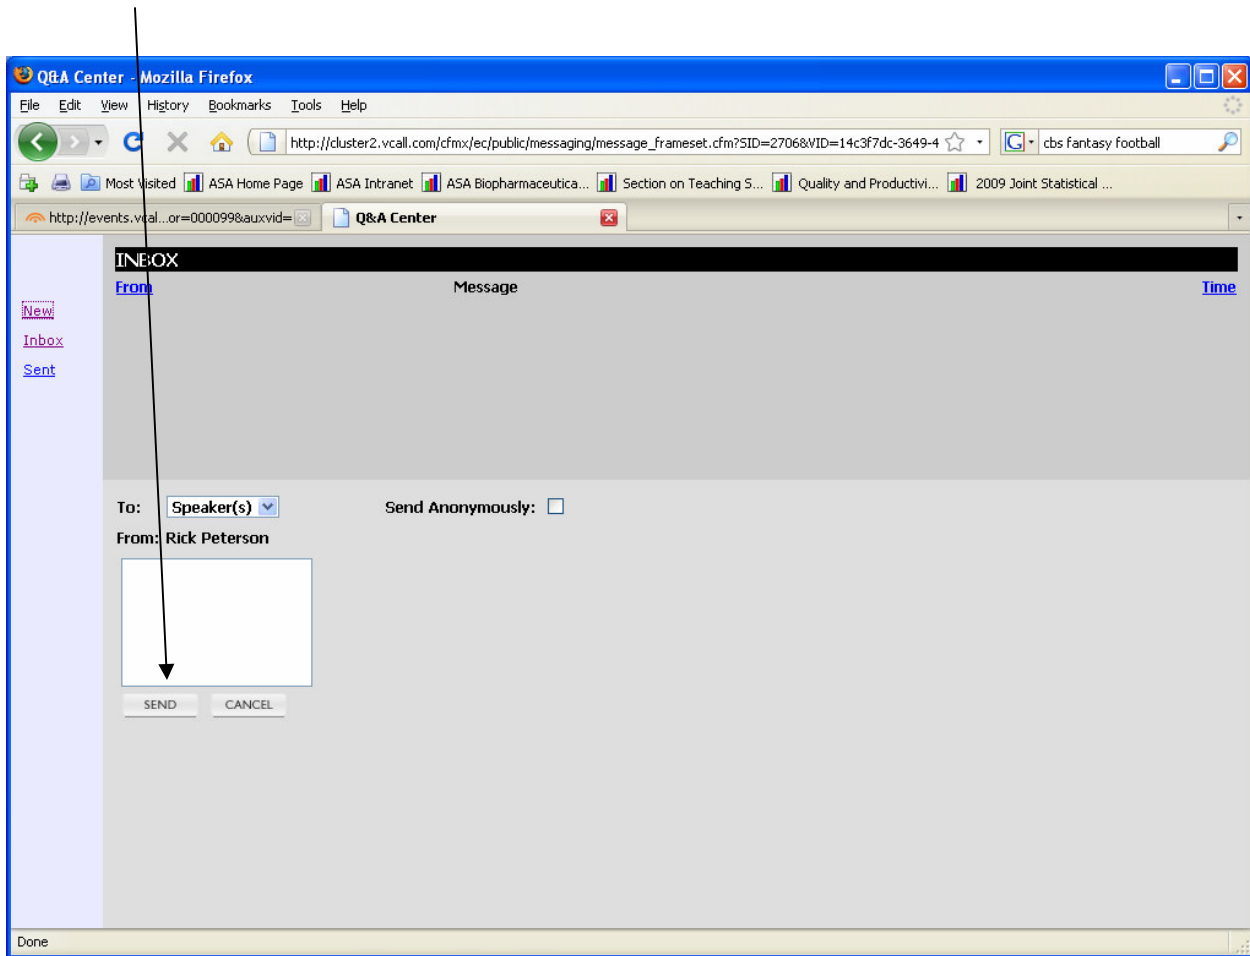 Q&A Center - Mozilla Firefox
File Edit View History Bookmarks Tools Help
http://cluster2.vcall.com/cfmx/ec/public/messaging/message_frameset.cfm?SID=2706&VID=14c3f7dc-3649-4 G cbs fantasy football
Most Visited ASA Home Page ASA Intranet ASA Biopharmaceutica... Section on Teaching S... Quality and Productivi... 2009 Joint Statistical ...
http://events.vcal...or=000099&auxvid= Q&A Center
INBOX
From Message Time
New
Inbox
Sent
To: Speaker(s) Send Anonymously:
From: Rick Peterson
SEND CANCEL
Done